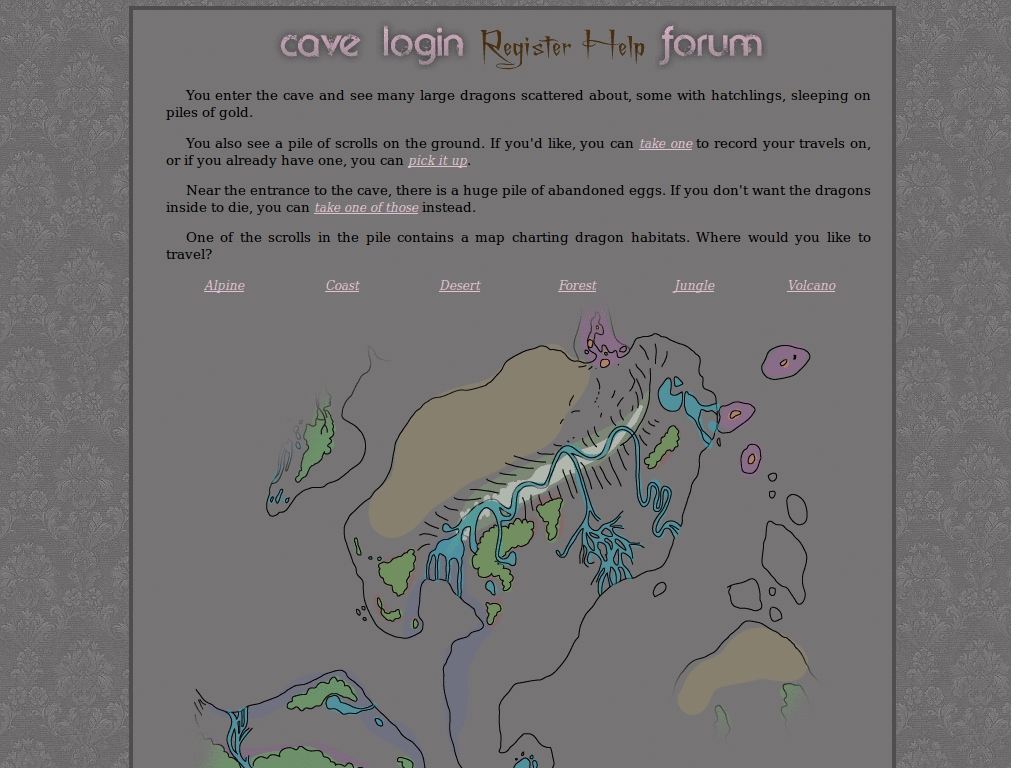 cave login Register Help forum
You enter the cave and see many large dragons scattered about, some with hatchlings, sleeping on
piles of gold.
You also see a pile of scrolls on the ground. If you'd like, you can take one to record your travels on,
or if you already have one, you can pick it up.
Near the entrance to the cave, there is a huge pile of abandoned eggs. If you don't want the dragons
inside to die, you can take one of those instead.
One of the scrolls in the pile contains a map charting dragon habitats. Where would you like to
travel?
Alpine Coast Desert Forest Jungle Volcano